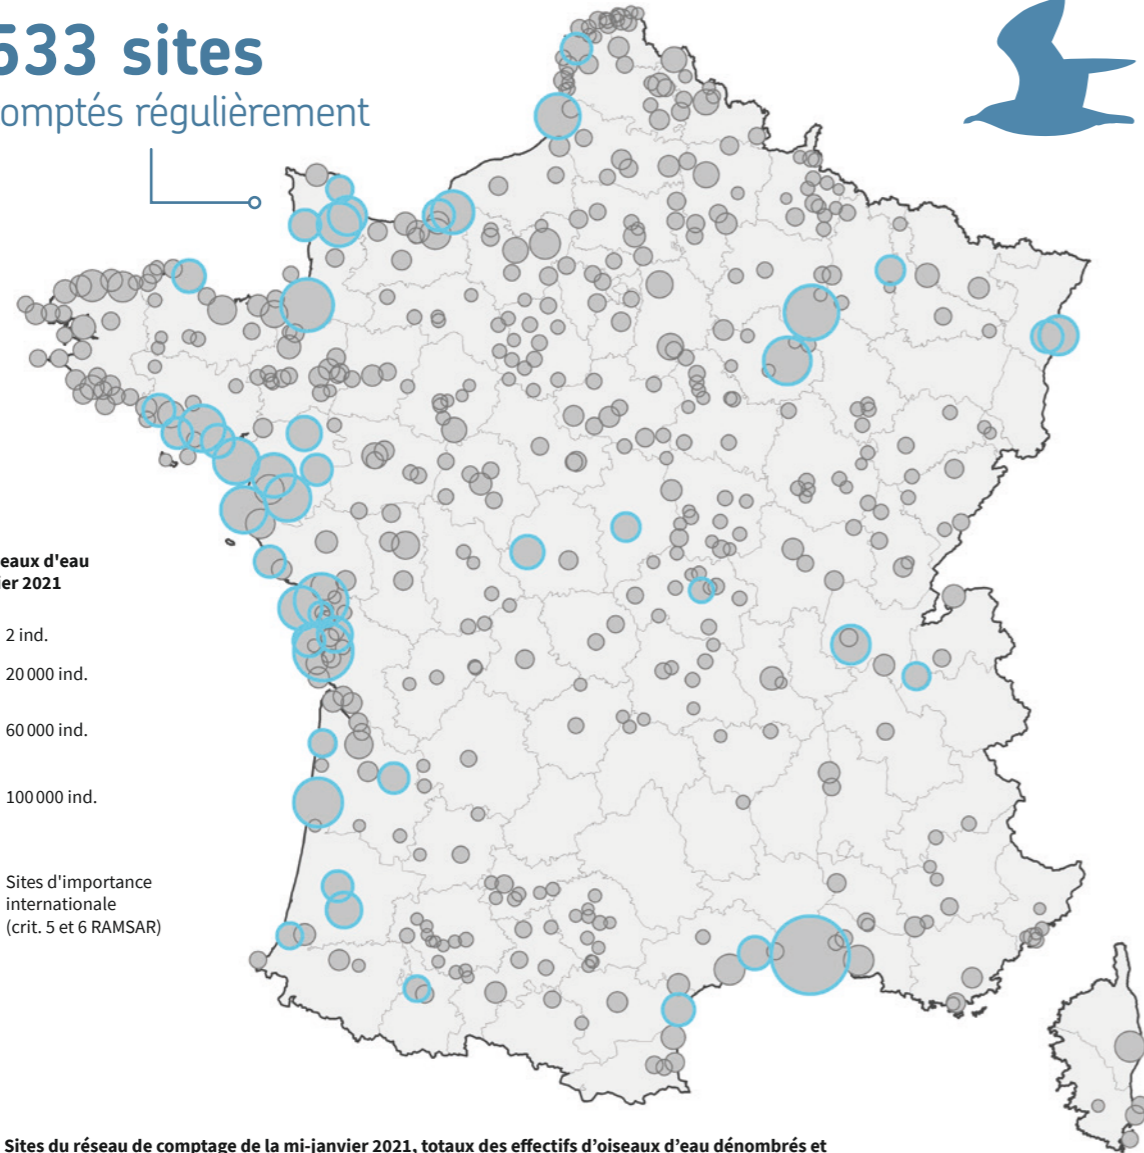 533 sites
omptés régulièrement
eaux d'eau
ier 2021
2 ind.
20 000 ind.
60 000 ind.
100 000 ind.
Sites d'importance
internationale
(crit. 5 et 6 RAMSAR)
Sites du réseau de comptage de la mi-janvier 2021, totaux des effectifs d'oiseaux d'eau dénombrés et